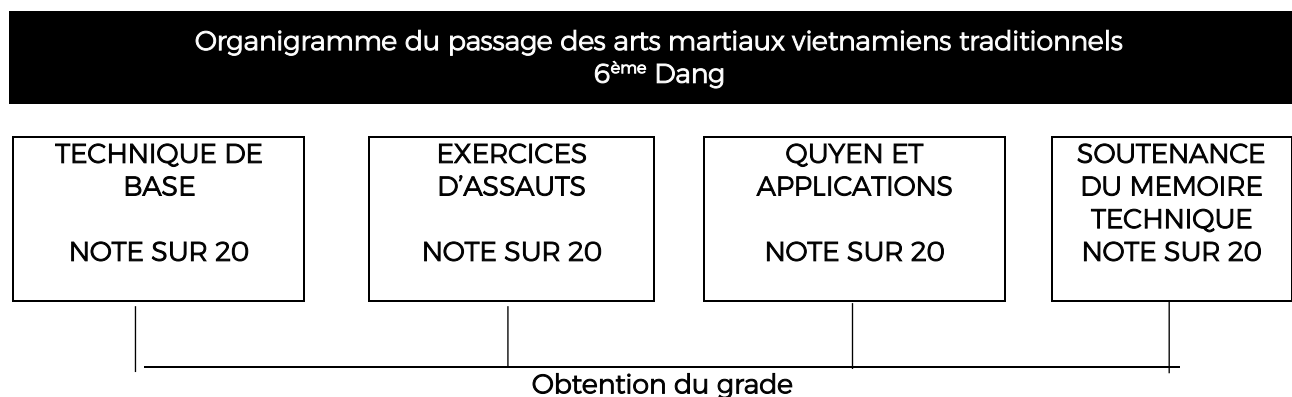 Organigramme du passage des arts martiaux vietnamiens traditionnels
6ème Dang
TECHNIQUE DE
BASE
NOTE SUR 20
EXERCICES
D'ASSAUTS
NOTE SUR 20
QUYEN ET
APPLICATIONS
NOTE SUR 20
SOUTENANCE
DU MEMOIRE
TECHNIQUE
NOTE SUR 20
Obtention du grade